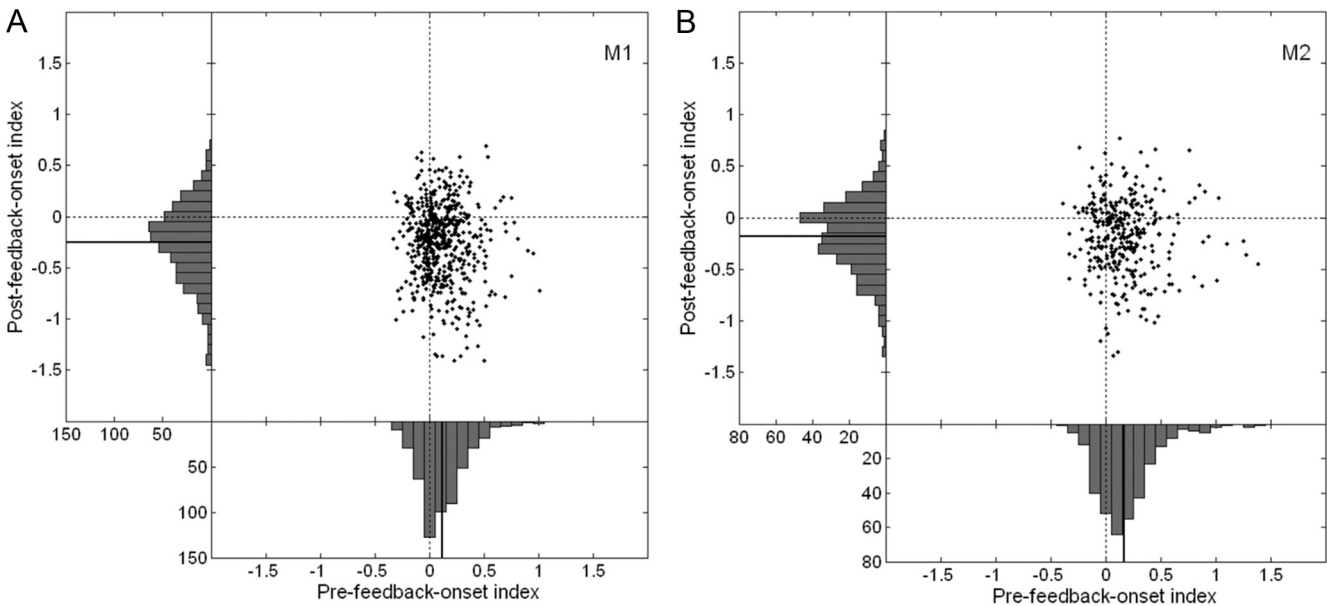 A
M1
1.5
1
0.5
0
-0.5
-1
-1.5
Post-feedback-onset index
150 100 50
50
100
150
-1.5 -1 -0.5 0 0.5 1 1.5
Pre-feedback-onset index
B
M2
1.5
1
0.5
0
-0.5
-1
-1.5
Post-feedback-onset index
80 60 40 20
20
40
60
80
-1.5 -1 -0.5 0 0.5 1 1.5
Pre-feedback-onset index